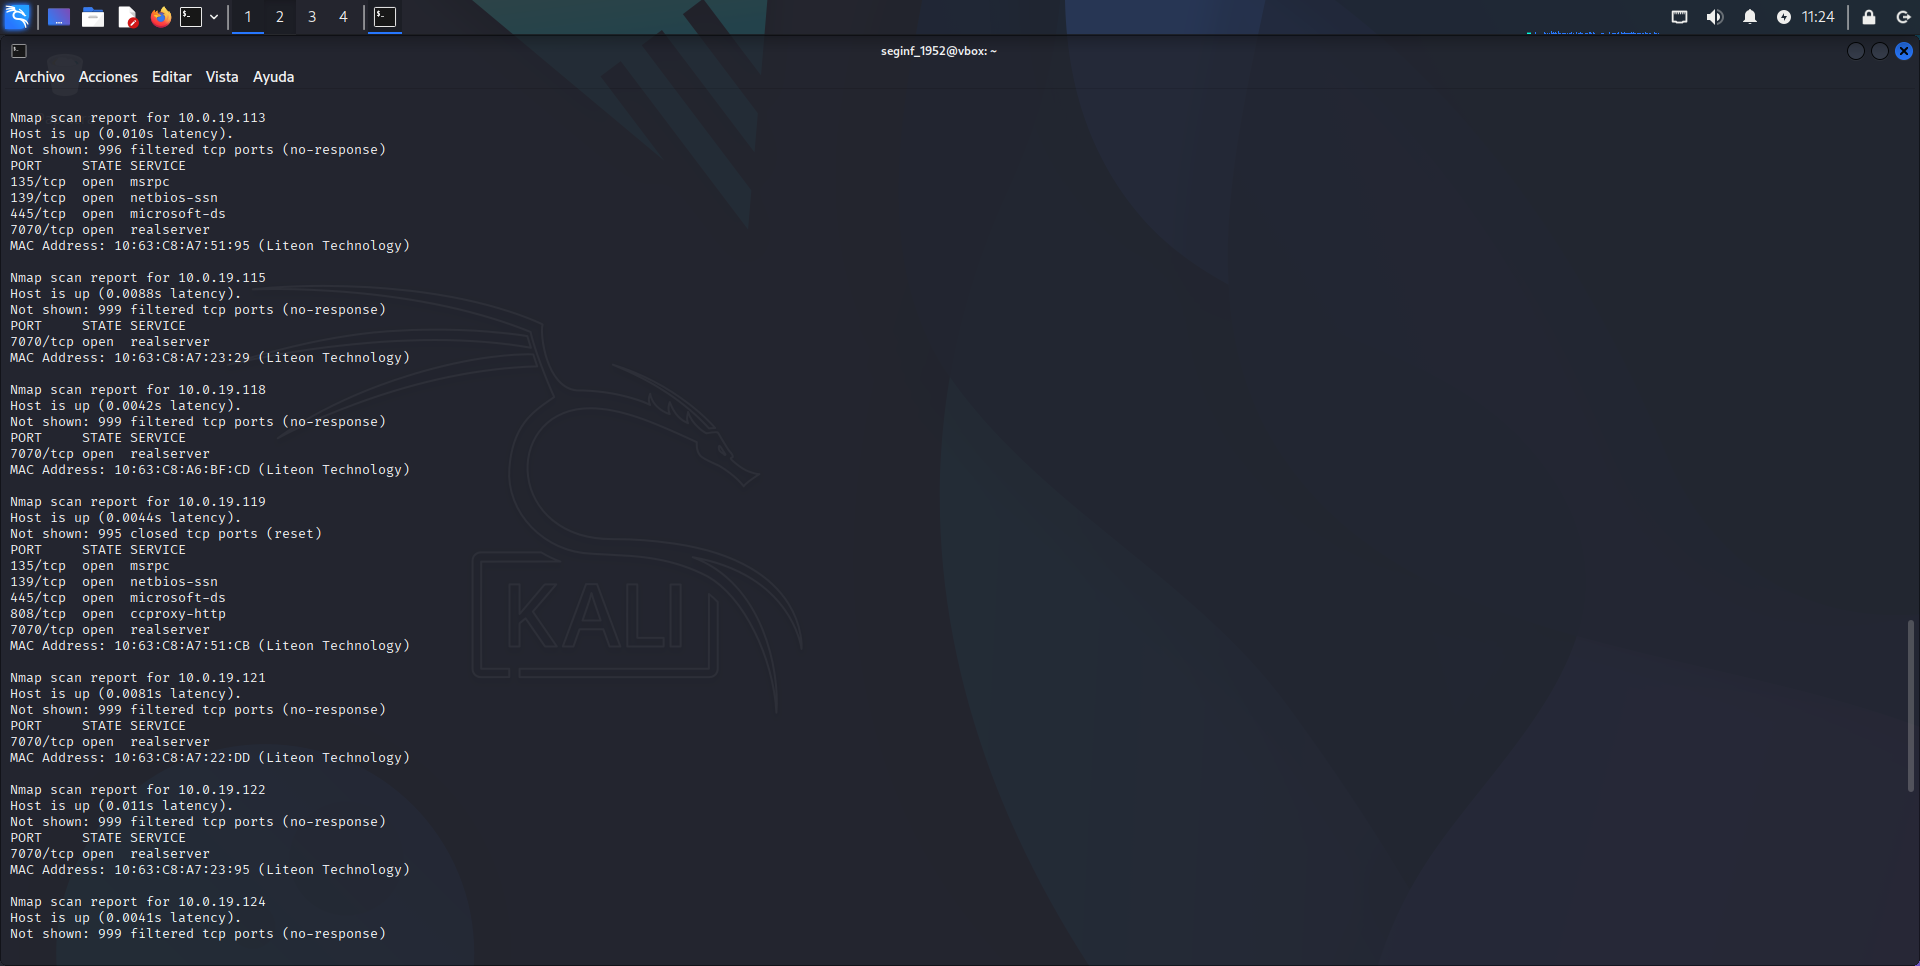 1 2 3 4 11:24
seginf_1952@vbox: ~
Archivo Acciones Editar Vista Ayuda
Nmap scan report for 10.0.19.113
Host is up (0.010s latency).
Not shown: 996 filtered tcp ports (no-response)
PORT     STATE SERVICE
135/tcp  open  msrpc
139/tcp  open  netbios-ssn
445/tcp  open  microsoft-ds
7070/tcp open  realserver
MAC Address: 10:63:C8:A7:51:95 (Liteon Technology)
Nmap scan report for 10.0.19.115
Host is up (0.0088s latency).
Not shown: 999 filtered tcp ports (no-response)
PORT     STATE SERVICE
7070/tcp open  realserver
MAC Address: 10:63:C8:A7:23:29 (Liteon Technology)
Nmap scan report for 10.0.19.118
Host is up (0.0042s latency).
Not shown: 999 filtered tcp ports (no-response)
PORT     STATE SERVICE
7070/tcp open  realserver
MAC Address: 10:63:C8:A6:BF:CD (Liteon Technology)
Nmap scan report for 10.0.19.119
Host is up (0.0044s latency).
Not shown: 995 closed tcp ports (reset)
PORT     STATE SERVICE
135/tcp  open  msrpc
139/tcp  open  netbios-ssn
445/tcp  open  microsoft-ds
808/tcp  open  ccproxy-http
7070/tcp open  realserver
MAC Address: 10:63:C8:A7:51:CB (Liteon Technology)
KALI
Nmap scan report for 10.0.19.121
Host is up (0.0081s latency).
Not shown: 999 filtered tcp ports (no-response)
PORT     STATE SERVICE
7070/tcp open  realserver
MAC Address: 10:63:C8:A7:22:DD (Liteon Technology)
Nmap scan report for 10.0.19.122
Host is up (0.011s latency).
Not shown: 999 filtered tcp ports (no-response)
PORT     STATE SERVICE
7070/tcp open  realserver
MAC Address: 10:63:C8:A7:23:95 (Liteon Technology)
Nmap scan report for 10.0.19.124
Host is up (0.0041s latency).
Not shown: 999 filtered tcp ports (no-response)